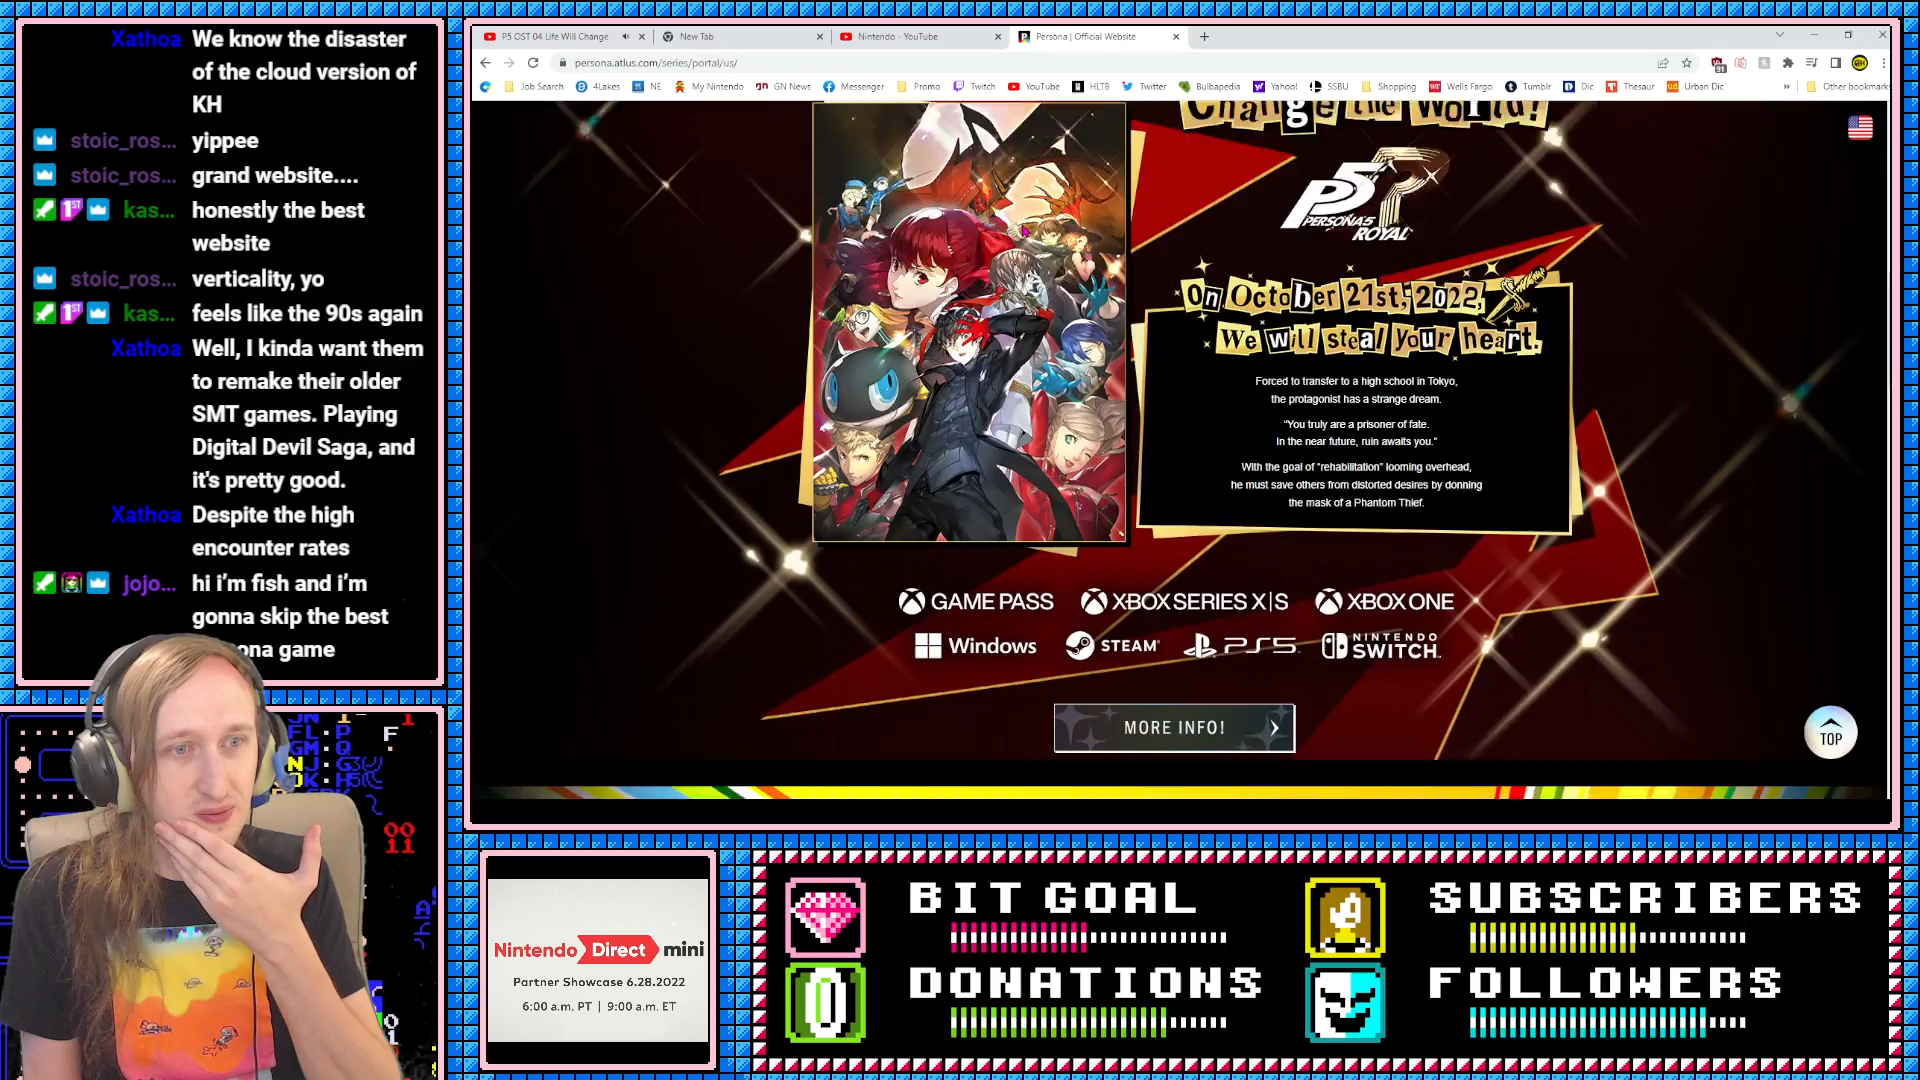 Xathoa We know the disaster
of the cloud version of
KH
stoic_ros... yippee
stoic_ros... grand website....
1ST kas... honestly the best
website
stoic_ros... verticality, yo
1ST kas... feels like the 90s again
Xathoa Well, I kinda want them
to remake their older
SMT games. Playing
Digital Devil Saga, and
it's pretty good.
Xathoa Despite the high
encounter rates
jojo... hi i'm fish and i'm
gonna skip the best
ona game
P5 OST 04 Life Will Change
New Tab
Nintendo - YouTube
Persona | Official Website
persona.atlus.com/series/portal/us/
91
Job Search
4Lakes
NE
My Nintendo
GN News
Messenger
Promo
Twitch
YouTube
HLTB
Twitter
Bulbapedia
Yahoo!
SSBU
Shopping
Wells Fargo
Tumblr
Dic
Thesaur
Urban Dic
Other bookmarks
Change the World!
P5R
PERSONA5
ROYAL
On October 21st, 2022,
We will steal your heart.
Forced to transfer to a high school in Tokyo,
the protagonist has a strange dream.
"You truly are a prisoner of fate.
In the near future, ruin awaits you."
With the goal of "rehabilitation" looming overhead,
he must save others from distorted desires by donning
the mask of a Phantom Thief.
GAME PASS XBOX SERIES X|S XBOX ONE
Windows STEAM PS5 NINTENDO
SWITCH
MORE INFO!
TOP
Nintendo Direct mini
Partner Showcase 6.28.2022
6:00 a.m. PT | 9:00 a.m. ET
BIT GOAL
SUBSCRIBERS
DONATIONS
FOLLOWERS